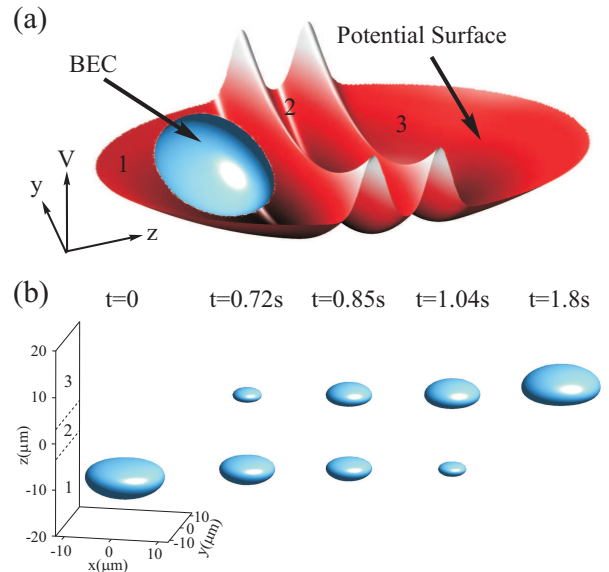 (a)
Potential Surface
BEC
2
3
1
V
y
z
(b)
t=0 t=0.72s t=0.85s t=1.04s t=1.8s
20
10
0
-10
-20
z(μm)
3
2
1
-10 0 10
x(μm)
10
0
-10
y(μm)